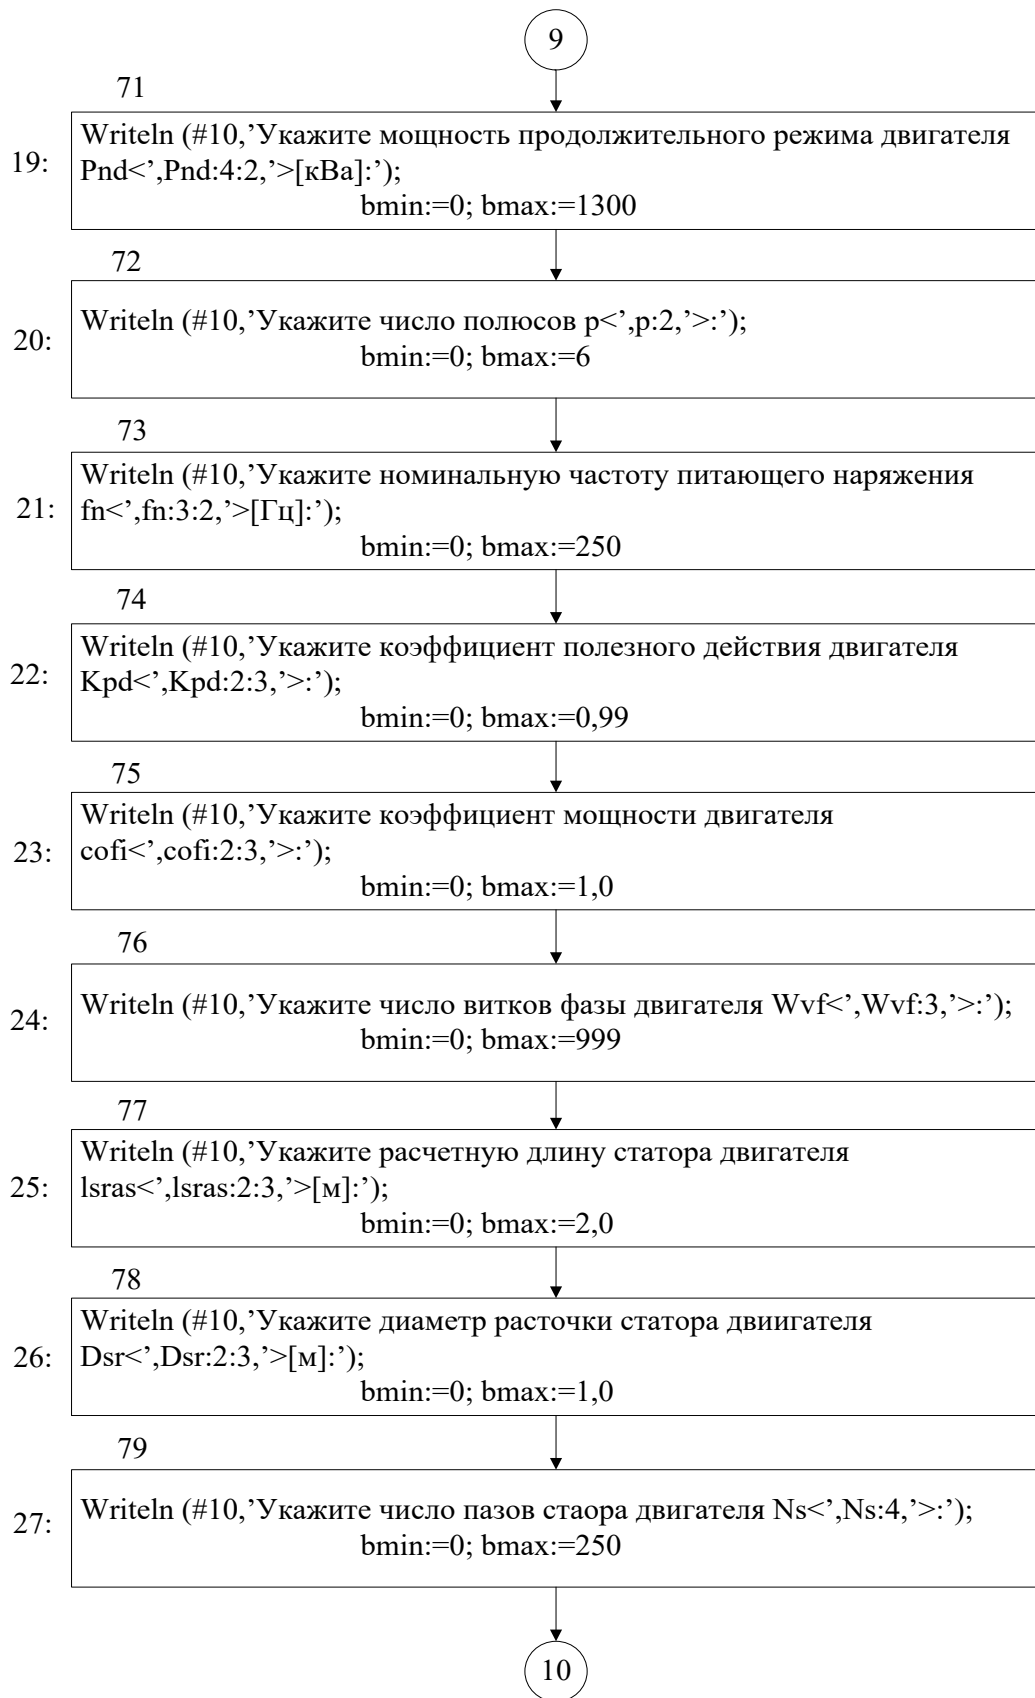 9
71
19:
Writeln (#10,’Укажите мощность продолжительного режима двигателя
Pnd<’,Pnd:4:2,’>[кВа]:’);
bmin:=0; bmax:=1300
72
20:
Writeln (#10,’Укажите число полюсов p<’,p:2,’>:’);
bmin:=0; bmax:=6
73
21:
Writeln (#10,’Укажите номинальную частоту питающего наряжения
fn<’,fn:3:2,’>[Гц]:’);
bmin:=0; bmax:=250
74
22:
Writeln (#10,’Укажите коэффициент полезного действия двигателя
Kpd<’,Kpd:2:3,’>:’);
bmin:=0; bmax:=0,99
75
23:
Writeln (#10,’Укажите коэффициент мощности двигателя
cofi<’,cofi:2:3,’>:’);
bmin:=0; bmax:=1,0
76
24:
Writeln (#10,’Укажите число витков фазы двигателя Wvf<’,Wvf:3,’>:’);
bmin:=0; bmax:=999
77
25:
Writeln (#10,’Укажите расчетную длину статора двигателя
lsras<’,lsras:2:3,’>[м]:’);
bmin:=0; bmax:=2,0
78
26:
Writeln (#10,’Укажите диаметр расточки статора двиигателя
Dsr<’,Dsr:2:3,’>[м]:’);
bmin:=0; bmax:=1,0
79
27:
Writeln (#10,’Укажите число пазов стаора двигателя Ns<’,Ns:4,’>:’);
bmin:=0; bmax:=250
10